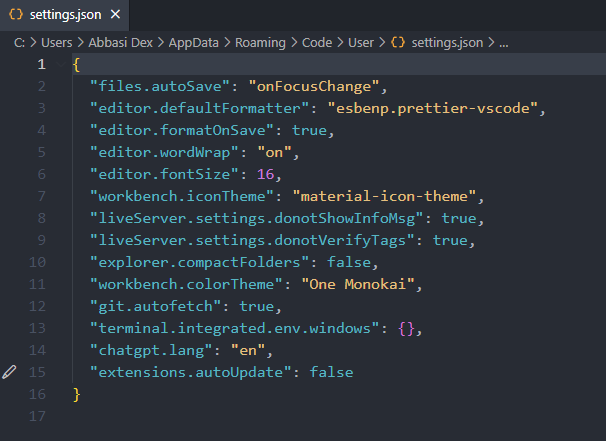 settings.json
C: > Users > Abbasi Dex > AppData > Roaming > Code > User > {} settings.json > ...
1 {
2 "files.autoSave": "onFocusChange",
3 "editor.defaultFormatter": "esbenp.prettier-vscode",
4 "editor.formatOnSave": true,
5 "editor.wordWrap": "on",
6 "editor.fontSize": 16,
7 "workbench.iconTheme": "material-icon-theme",
8 "liveServer.settings.donotShowInfoMsg": true,
9 "liveServer.settings.donotVerifyTags": true,
10 "explorer.compactFolders": false,
11 "workbench.colorTheme": "One Monokai",
12 "git.autofetch": true,
13 "terminal.integrated.env.windows": {},
14 "chatgpt.lang": "en",
15 "extensions.autoUpdate": false
16 }
17